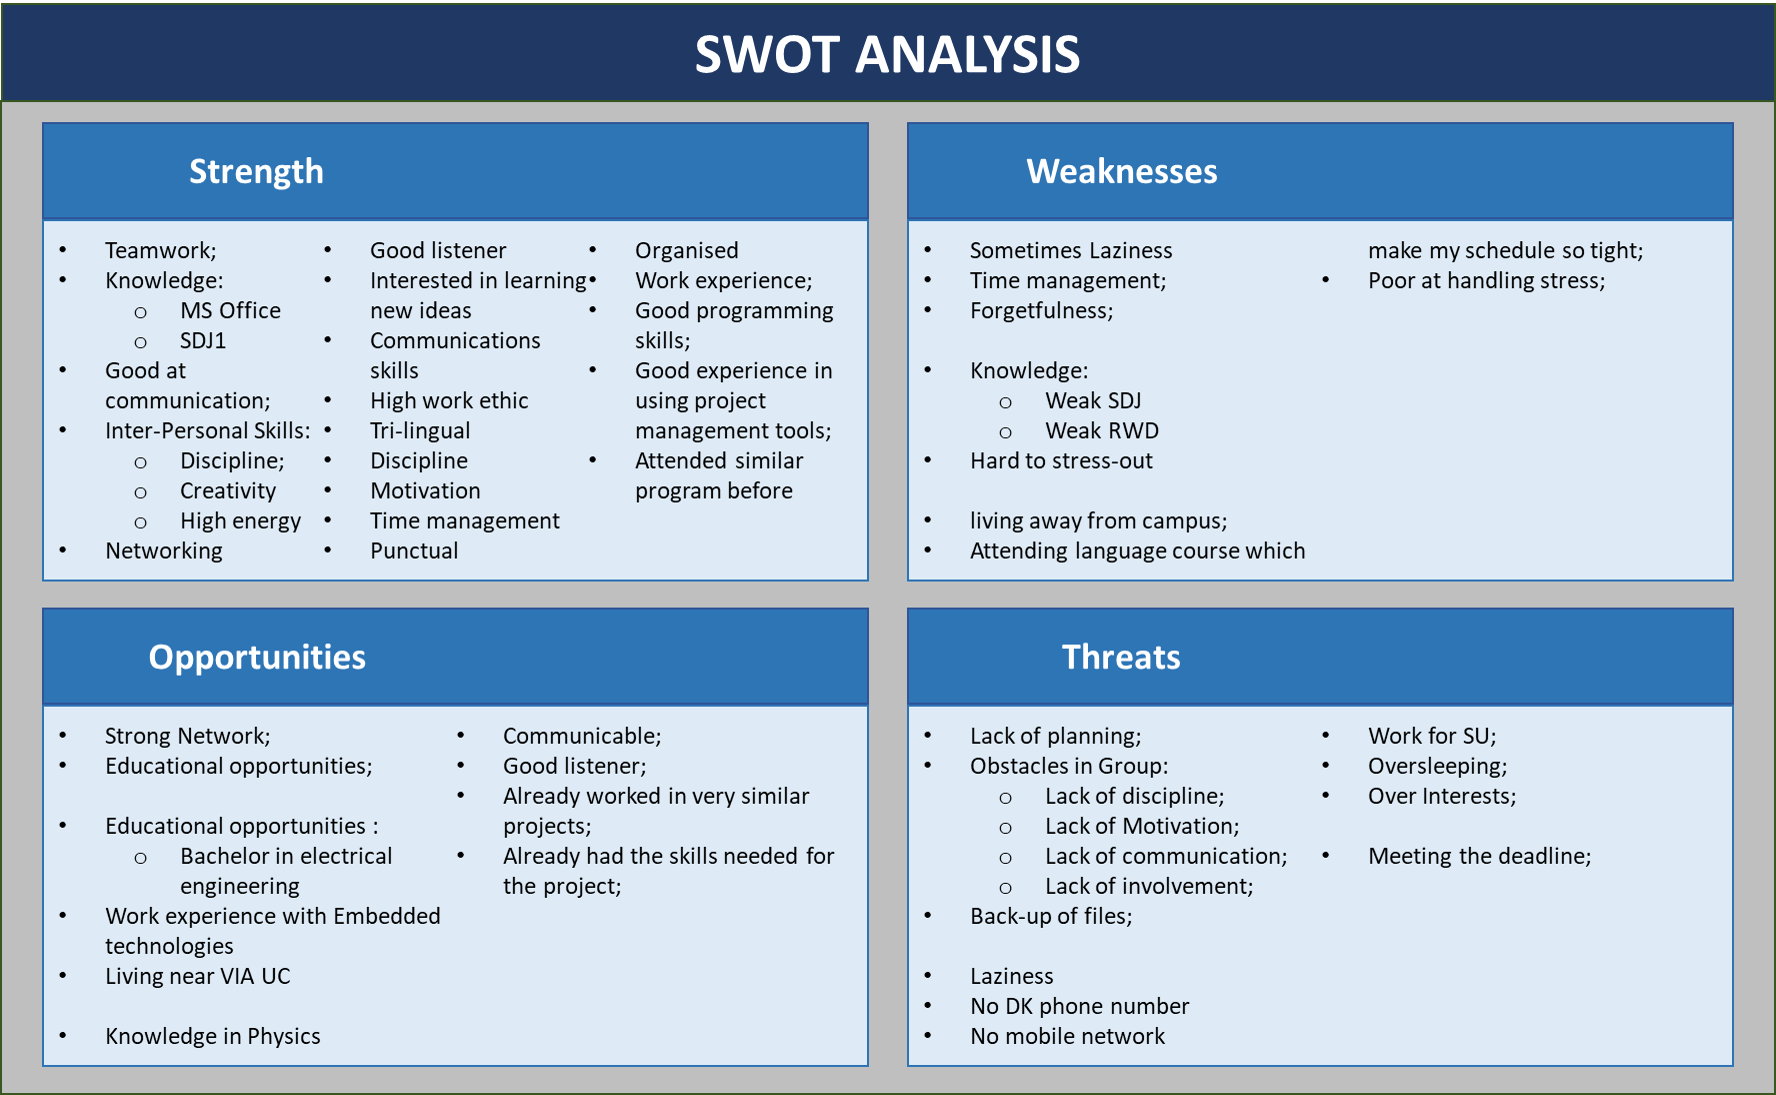 SWOT ANALYSIS
Strength
• Teamwork;
• Knowledge:
o MS Office
o SDJ1
• Good at
communication;
• Inter-Personal Skills:
o Discipline;
o Creativity
o High energy
• Networking
• Good listener
• Interested in learning
new ideas
• Communications
skills
• High work ethic
• Tri-lingual
• Discipline
• Motivation
• Time management
• Punctual
• Organised
• Work experience;
• Good programming
skills;
• Good experience in
using project
management tools;
• Attended similar
program before
Weaknesses
• Sometimes Laziness
• Time management;
• Forgetfulness;
• Knowledge:
o Weak SDJ
o Weak RWD
• Hard to stress-out
• living away from campus;
• Attending language course which
make my schedule so tight;
• Poor at handling stress;
Opportunities
• Strong Network;
• Educational opportunities;
• Educational opportunities :
o Bachelor in electrical
engineering
• Work experience with Embedded
technologies
• Living near VIA UC
• Knowledge in Physics
• Communicable;
• Good listener;
• Already worked in very similar
projects;
• Already had the skills needed for
the project;
Threats
• Lack of planning;
• Obstacles in Group:
o Lack of discipline;
o Lack of Motivation;
o Lack of communication;
o Lack of involvement;
• Back-up of files;
• Laziness
• No DK phone number
• No mobile network
• Work for SU;
• Oversleeping;
• Over Interests;
• Meeting the deadline;